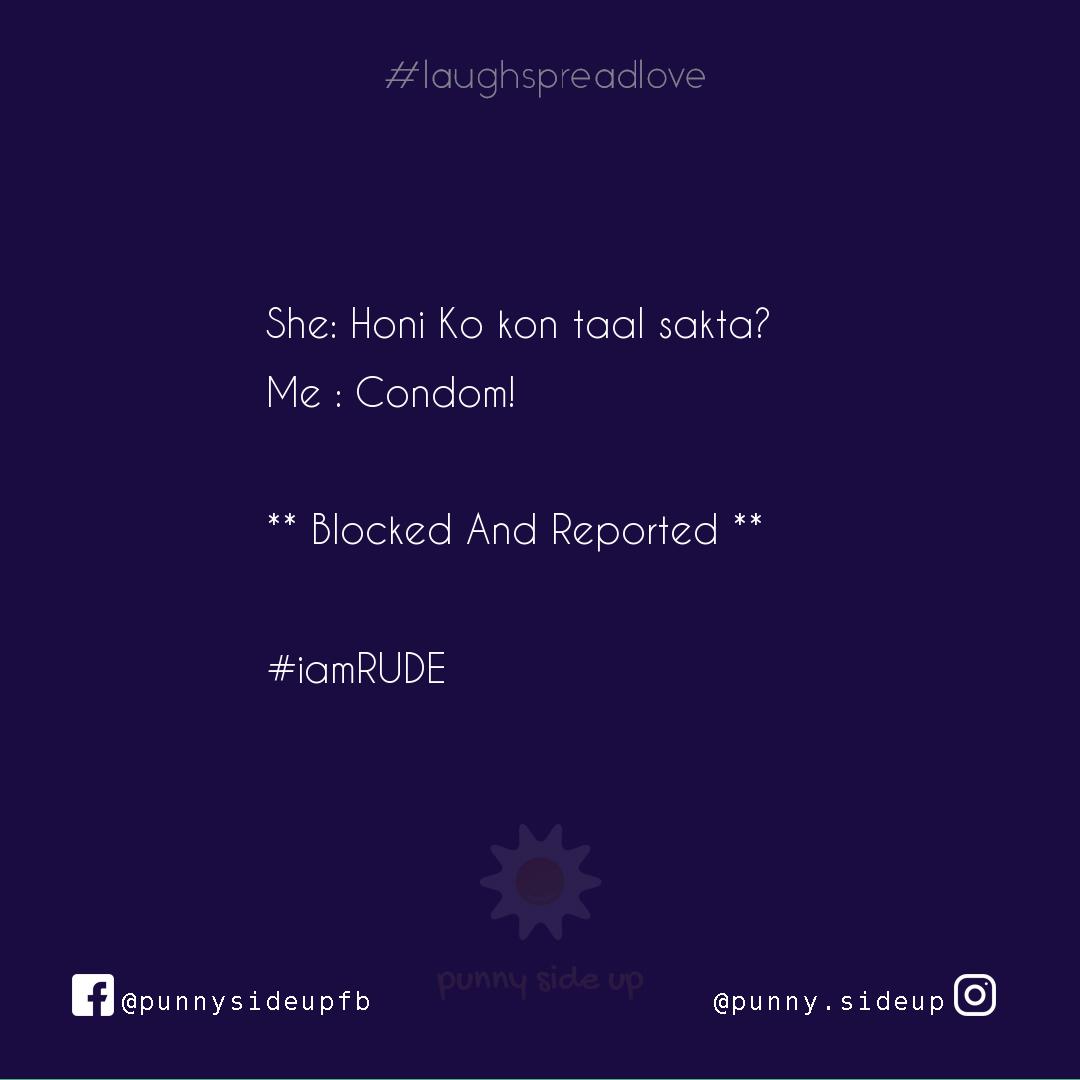 #laughspreadlove
She: Honi Ko kon taal sakta?
Me : Condom!
** Blocked And Reported **
#iamRUDE
punny side up
@punnysideupfb
@punny.sideup